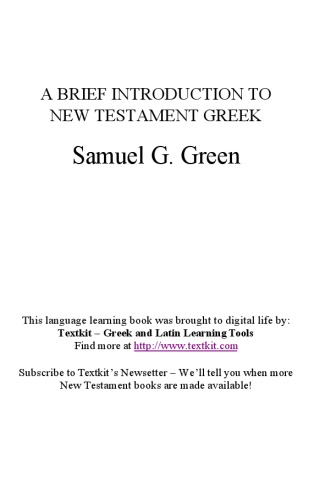 A BRIEF INTRODUCTION TO
NEW TESTAMENT GREEK
Samuel G. Green
This language learning book was brought to digital life by:
Textkit – Greek and Latin Learning Tools
Find more at http://www.textkit.com
Subscribe to Textkit's Newsetter – We'll tell you when more
New Testament books are made available!